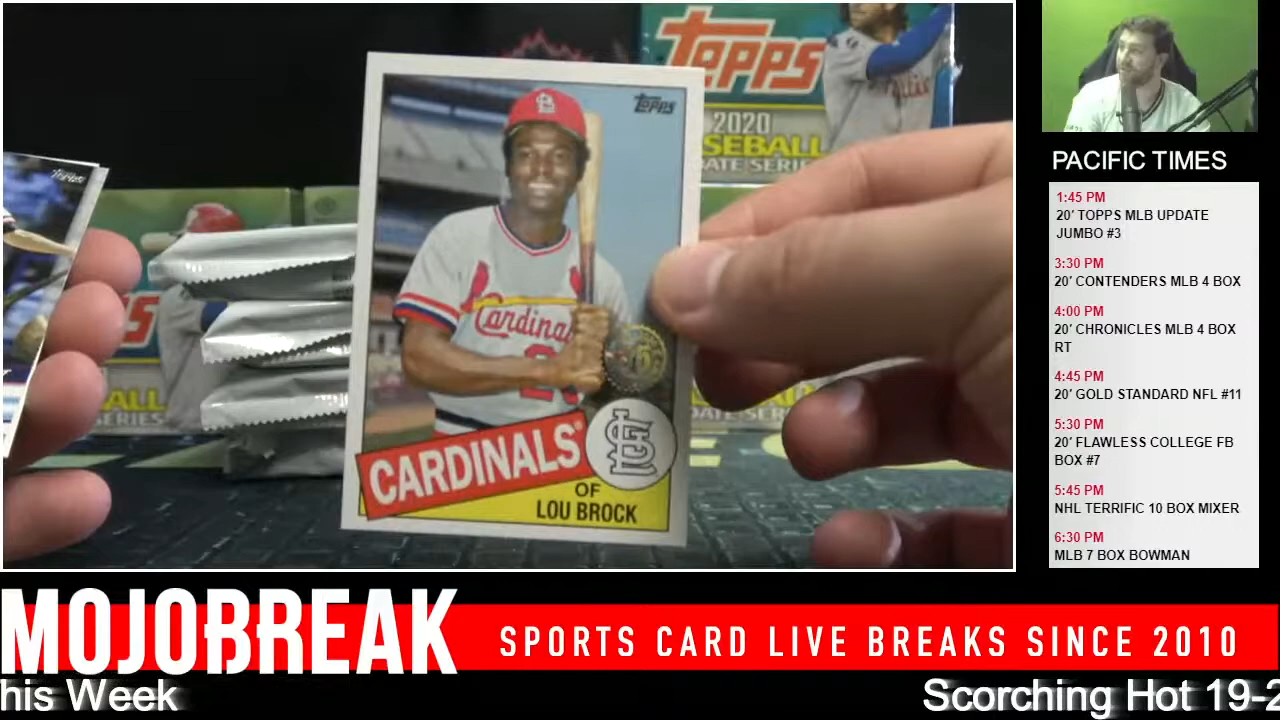 Topps
TOPPS
2020
BASEBALL
UPDATE SERIES
Topps
Cardinals
CARDINALS®
OF
LOU BROCK
PACIFIC TIMES
1:45 PM
20' TOPPS MLB UPDATE
JUMBO #3
3:30 PM
20' CONTENDERS MLB 4 BOX
4:00 PM
20' CHRONICLES MLB 4 BOX
RT
4:45 PM
20' GOLD STANDARD NFL #11
5:30 PM
20' FLAWLESS COLLEGE FB
BOX #7
5:45 PM
NHL TERRIFIC 10 BOX MIXER
6:30 PM
MLB 7 BOX BOWMAN
MOJOBREAK
SPORTS CARD LIVE BREAKS SINCE 2010
his Week
Scorching Hot 19-2